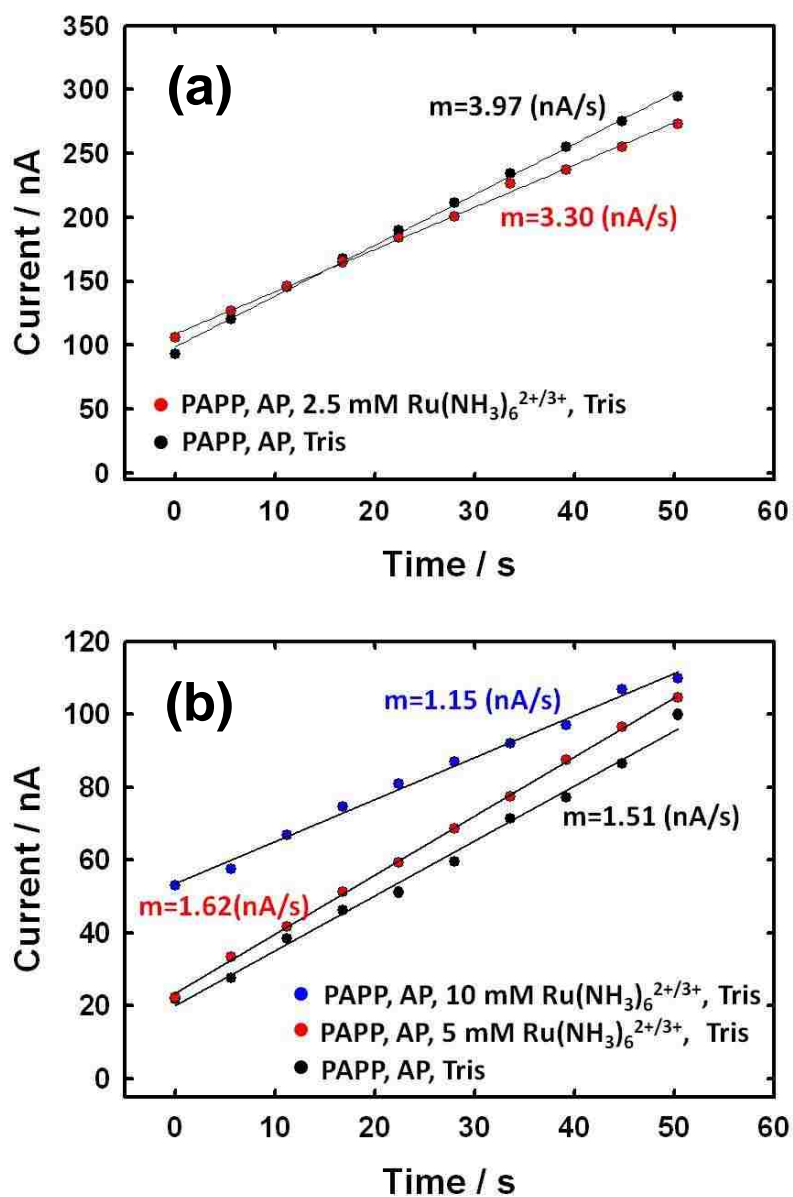 (a)
350
300
250
200
150
100
50
0
Current / nA
m=3.97 (nA/s)
m=3.30 (nA/s)
PAPP, AP, 2.5 mM Ru(NH₃)₆²⁺/³⁺, Tris
PAPP, AP, Tris
0 10 20 30 40 50 60
Time / s
(b)
120
100
80
60
40
20
0
Current / nA
m=1.15 (nA/s)
m=1.51 (nA/s)
m=1.62(nA/s)
PAPP, AP, 10 mM Ru(NH₃)₆²⁺/³⁺, Tris
PAPP, AP, 5 mM Ru(NH₃)₆²⁺/³⁺, Tris
PAPP, AP, Tris
0 10 20 30 40 50 60
Time / s